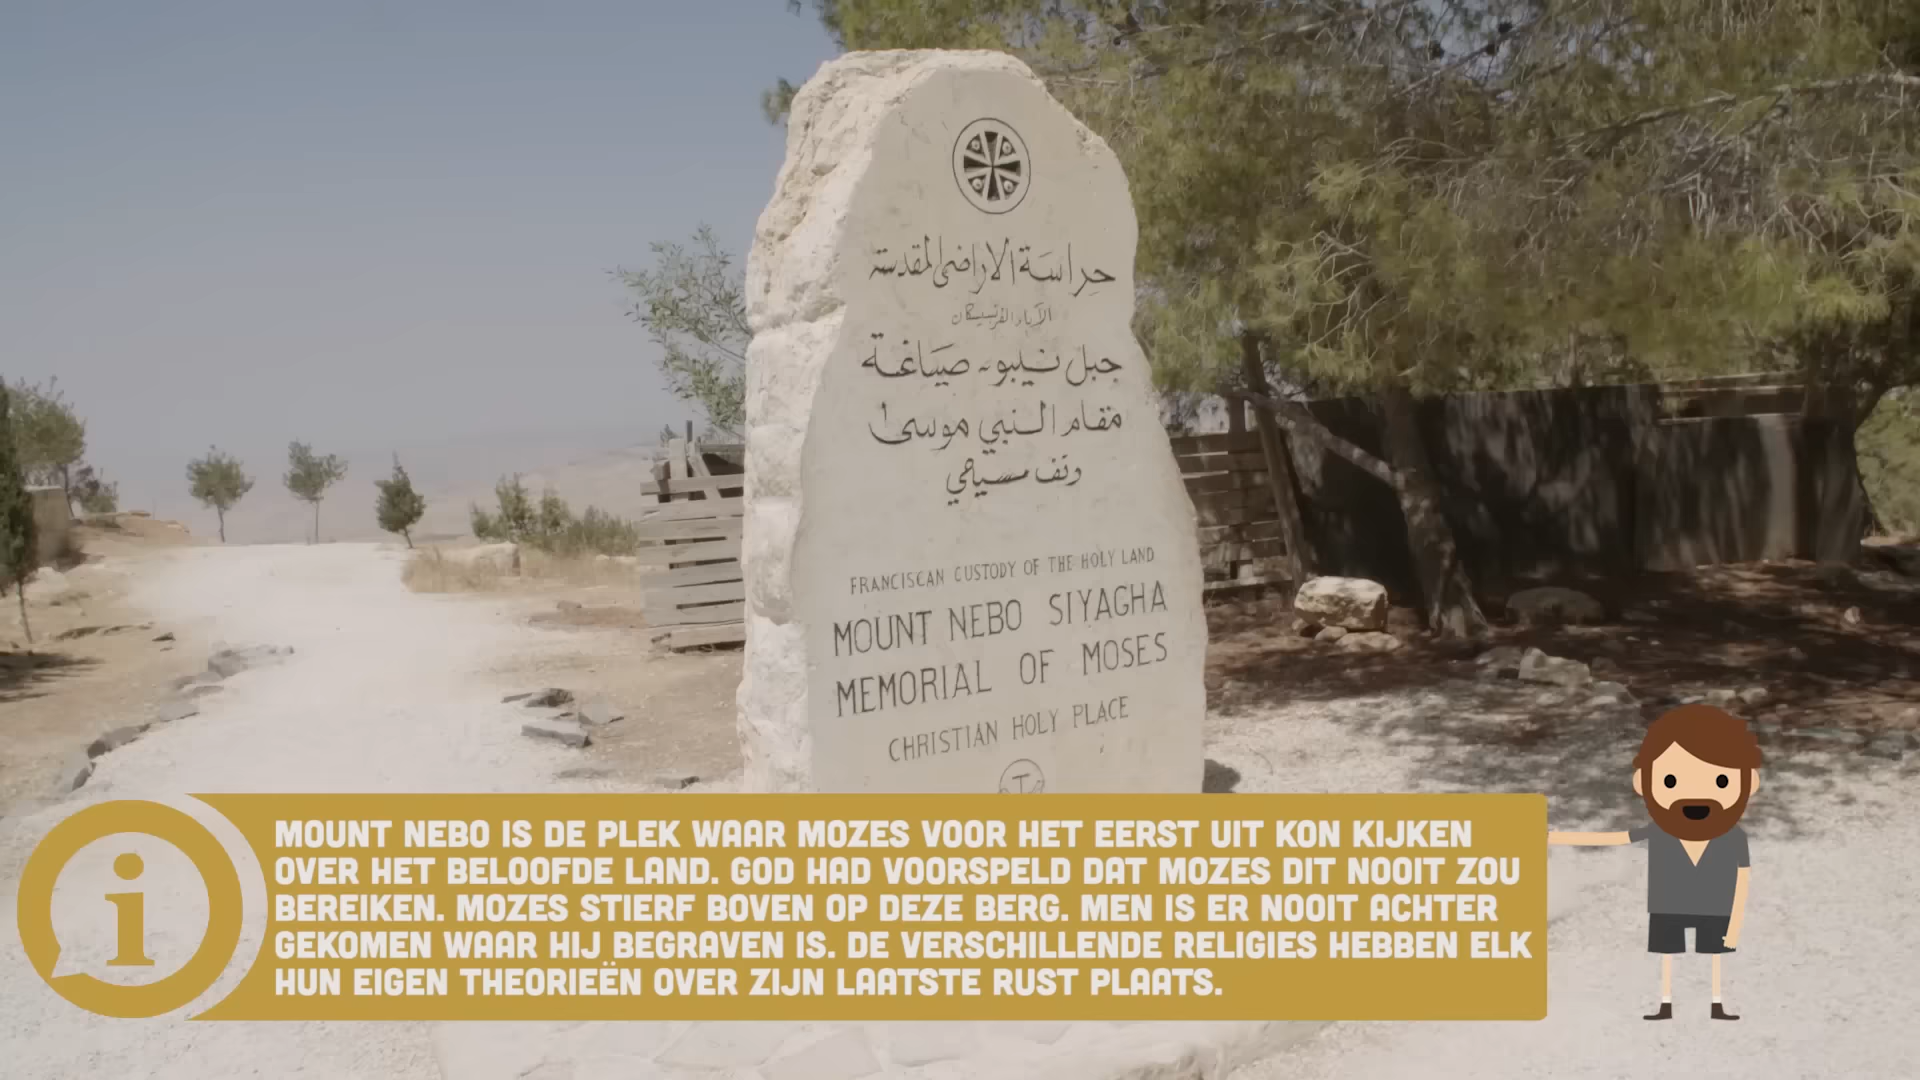 حراسة الاراضي المقدسة
الآباء الفرنسيسكان
جبل نيبو - صياغة
مقام النبي موسى
وقف مسيحي
FRANCISCAN CUSTODY OF THE HOLY LAND
MOUNT NEBO SIYAGHA
MEMORIAL OF MOSES
CHRISTIAN HOLY PLACE
i
MOUNT NEBO IS DE PLEK WAAR MOZES VOOR HET EERST UIT KON KIJKEN
OVER HET BELOOFDE LAND. GOD HAD VOORSPELD DAT MOZES DIT NOOIT ZOU
BEREIKEN. MOZES STIERF BOVEN OP DEZE BERG. MEN IS ER NOOIT ACHTER
GEKOMEN WAAR HIJ BEGRAVEN IS. DE VERSCHILLENDE RELIGIES HEBBEN ELK
HUN EIGEN THEORIEËN OVER ZIJN LAATSTE RUST PLAATS.